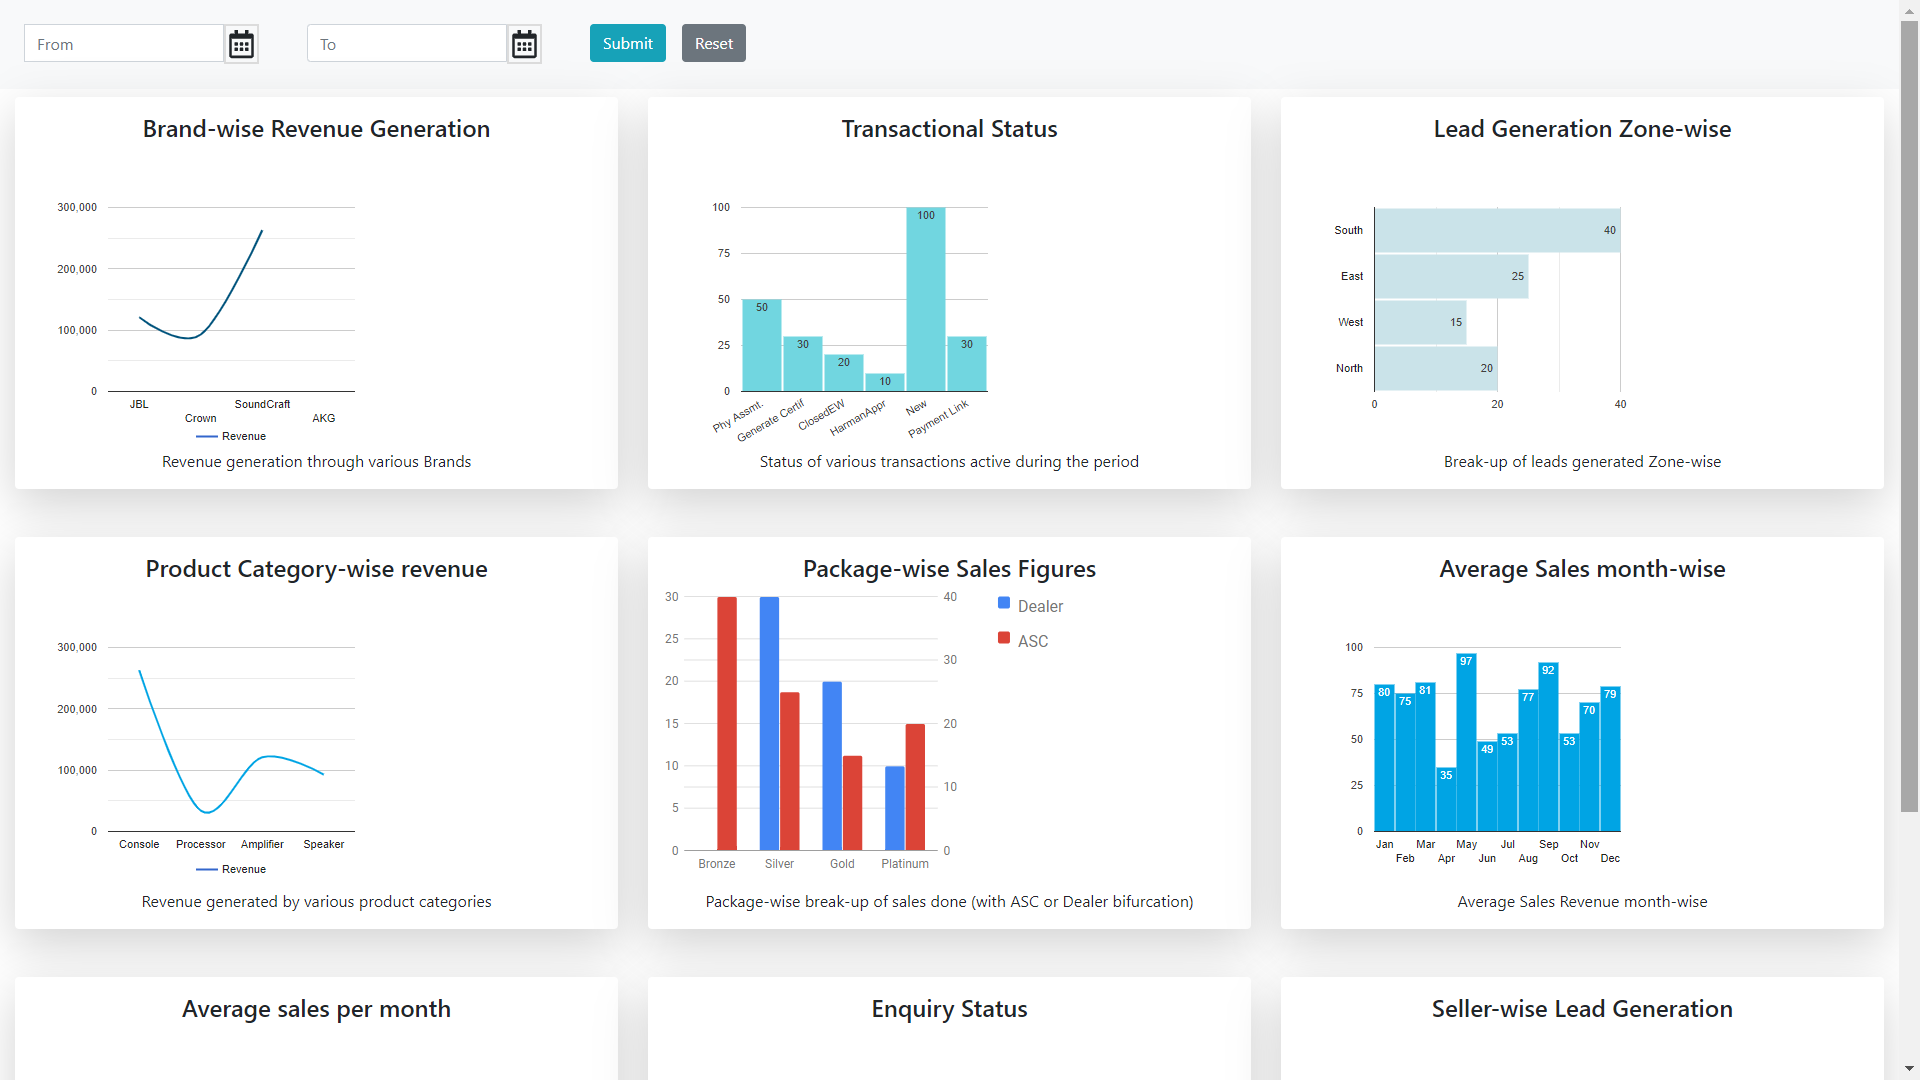 From
To
Submit
Reset
Brand-wise Revenue Generation
300,000
200,000
100,000
0
JBL
SoundCraft
Crown
AKG
Revenue
Revenue generation through various Brands
Transactional Status
100
75
50
25
0
50
30
20
10
100
30
Phy Assmt.
Generate Certif
ClosedEW
HarmanAppr
New
Payment Link
Status of various transactions active during the period
Lead Generation Zone-wise
South
40
East
25
West
15
North
20
0
20
40
Break-up of leads generated Zone-wise
Product Category-wise revenue
300,000
200,000
100,000
0
Console
Processor
Amplifier
Speaker
Revenue
Revenue generated by various product categories
Package-wise Sales Figures
30
25
20
15
10
5
0
40
30
20
10
0
Dealer
ASC
Bronze
Silver
Gold
Platinum
Package-wise break-up of sales done (with ASC or Dealer bifurcation)
Average Sales month-wise
100
75
50
25
0
80
75
81
35
97
49
53
77
92
53
70
79
Jan
Mar
May
Jul
Sep
Nov
Feb
Apr
Jun
Aug
Oct
Dec
Average Sales Revenue month-wise
Average sales per month
Enquiry Status
Seller-wise Lead Generation